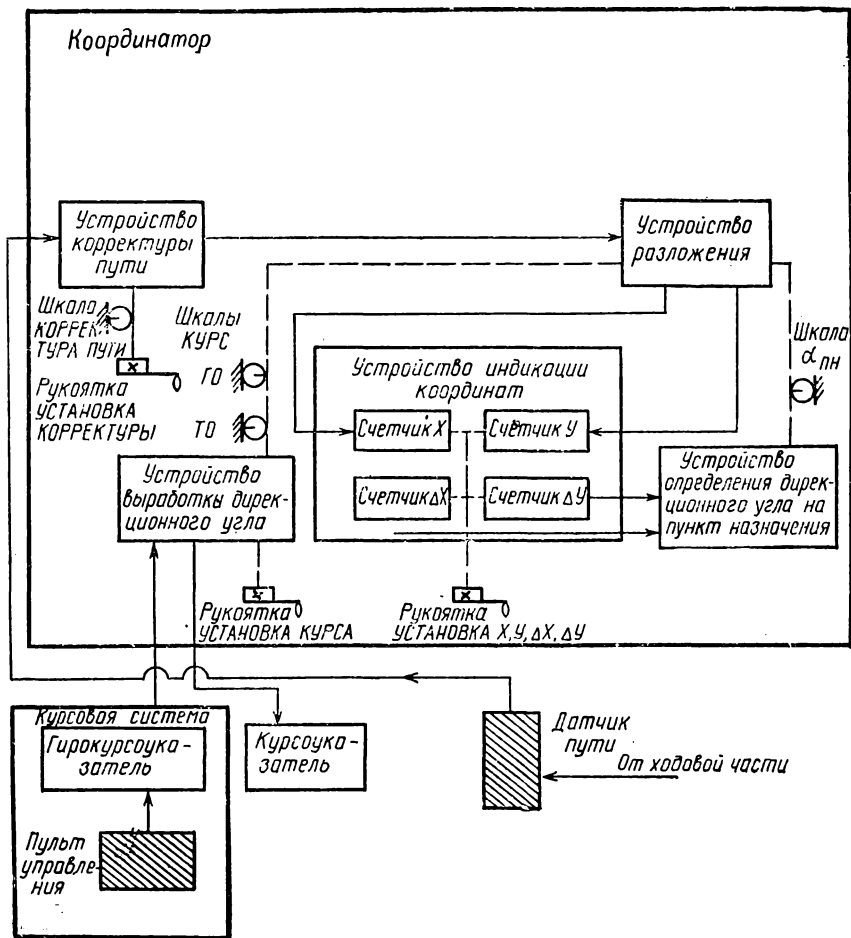 Координатор
Устройство
корректуры
пути
Устройство
разложения
Шкала
КОРРЕК
ТУРА ПУТИ
Рукоятка
УСТАНОВКА
КОРРЕКТУРЫ
Шкалы
КУРС
ГО
ТО
Устройство индикации
координат
Счетчик X
Счетчик У
Счетчик ΔX
Счетчик ΔУ
Шкала
α пн
Устройство
выработки дирек-
ционного угла
Устройство
определения дирек-
ционного угла на
пункт назначения
Рукоятка
УСТАНОВКА КУРСА
Рукоятка
УСТАНОВКА X,У,ΔX,ΔУ
Курсовая система
Гирокурсоука-
затель
Пульт
управле-
ния
Курсоука-
затель
Датчик
пути
От ходовой части